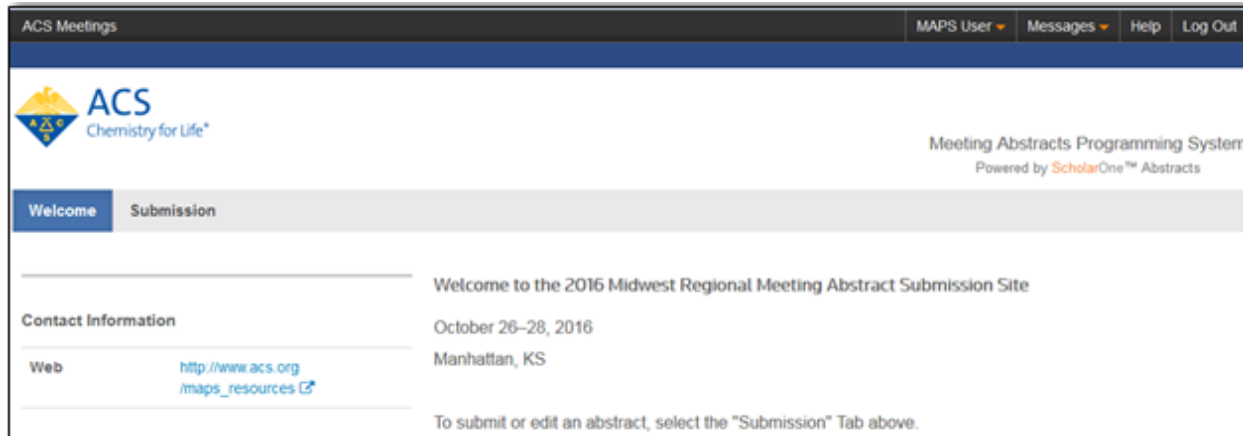 ACS Meetings
MAPS User
Messages
Help
Log Out
ACS
ACS
Chemistry for Life®
Meeting Abstracts Programming System
Powered by ScholarOne™ Abstracts
Welcome
Submission
Welcome to the 2016 Midwest Regional Meeting Abstract Submission Site
Contact Information
October 26–28, 2016
Manhattan, KS
Web
http://www.acs.org
/maps_resources
To submit or edit an abstract, select the "Submission" Tab above.